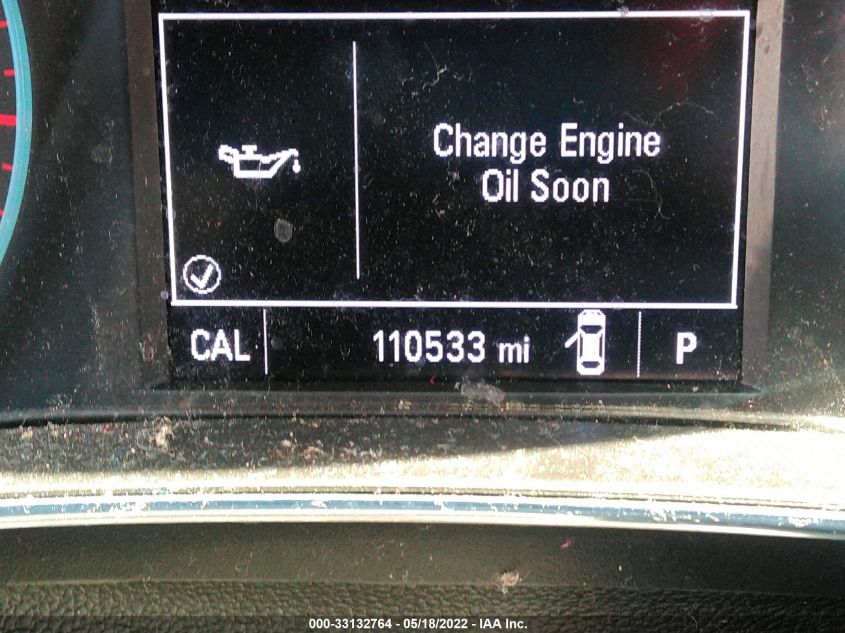 Change Engine
Oil Soon
CAL 110533 mi P
000-33132764 - 05/18/2022 - IAA Inc.